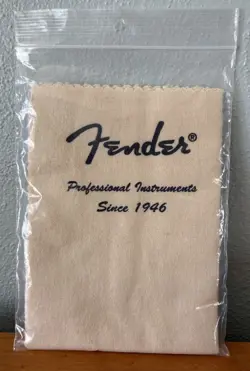 Fender®
Professional Instruments
Since 1946